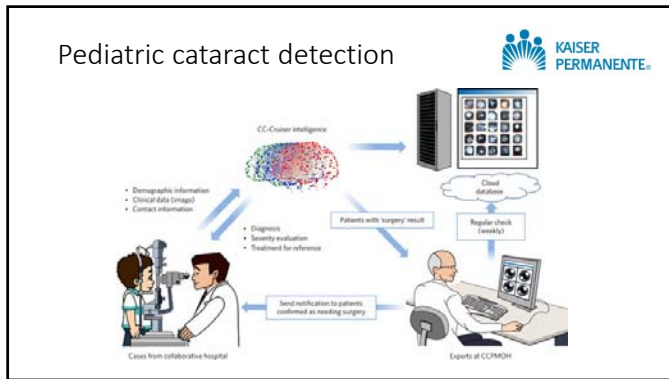 Pediatric cataract detection
KAISER
PERMANENTE®
CC-Cruiser intelligence
• Demographic information
• Clinical data (image)
• Contact information
• Diagnosis
• Severity evaluation
• Treatment for reference
Patients with 'surgery' result
Cloud
database
Regular check
(weekly)
Send notification to patients
confirmed as needing surgery
Cases from collaborative hospital
Experts at CCPMOH